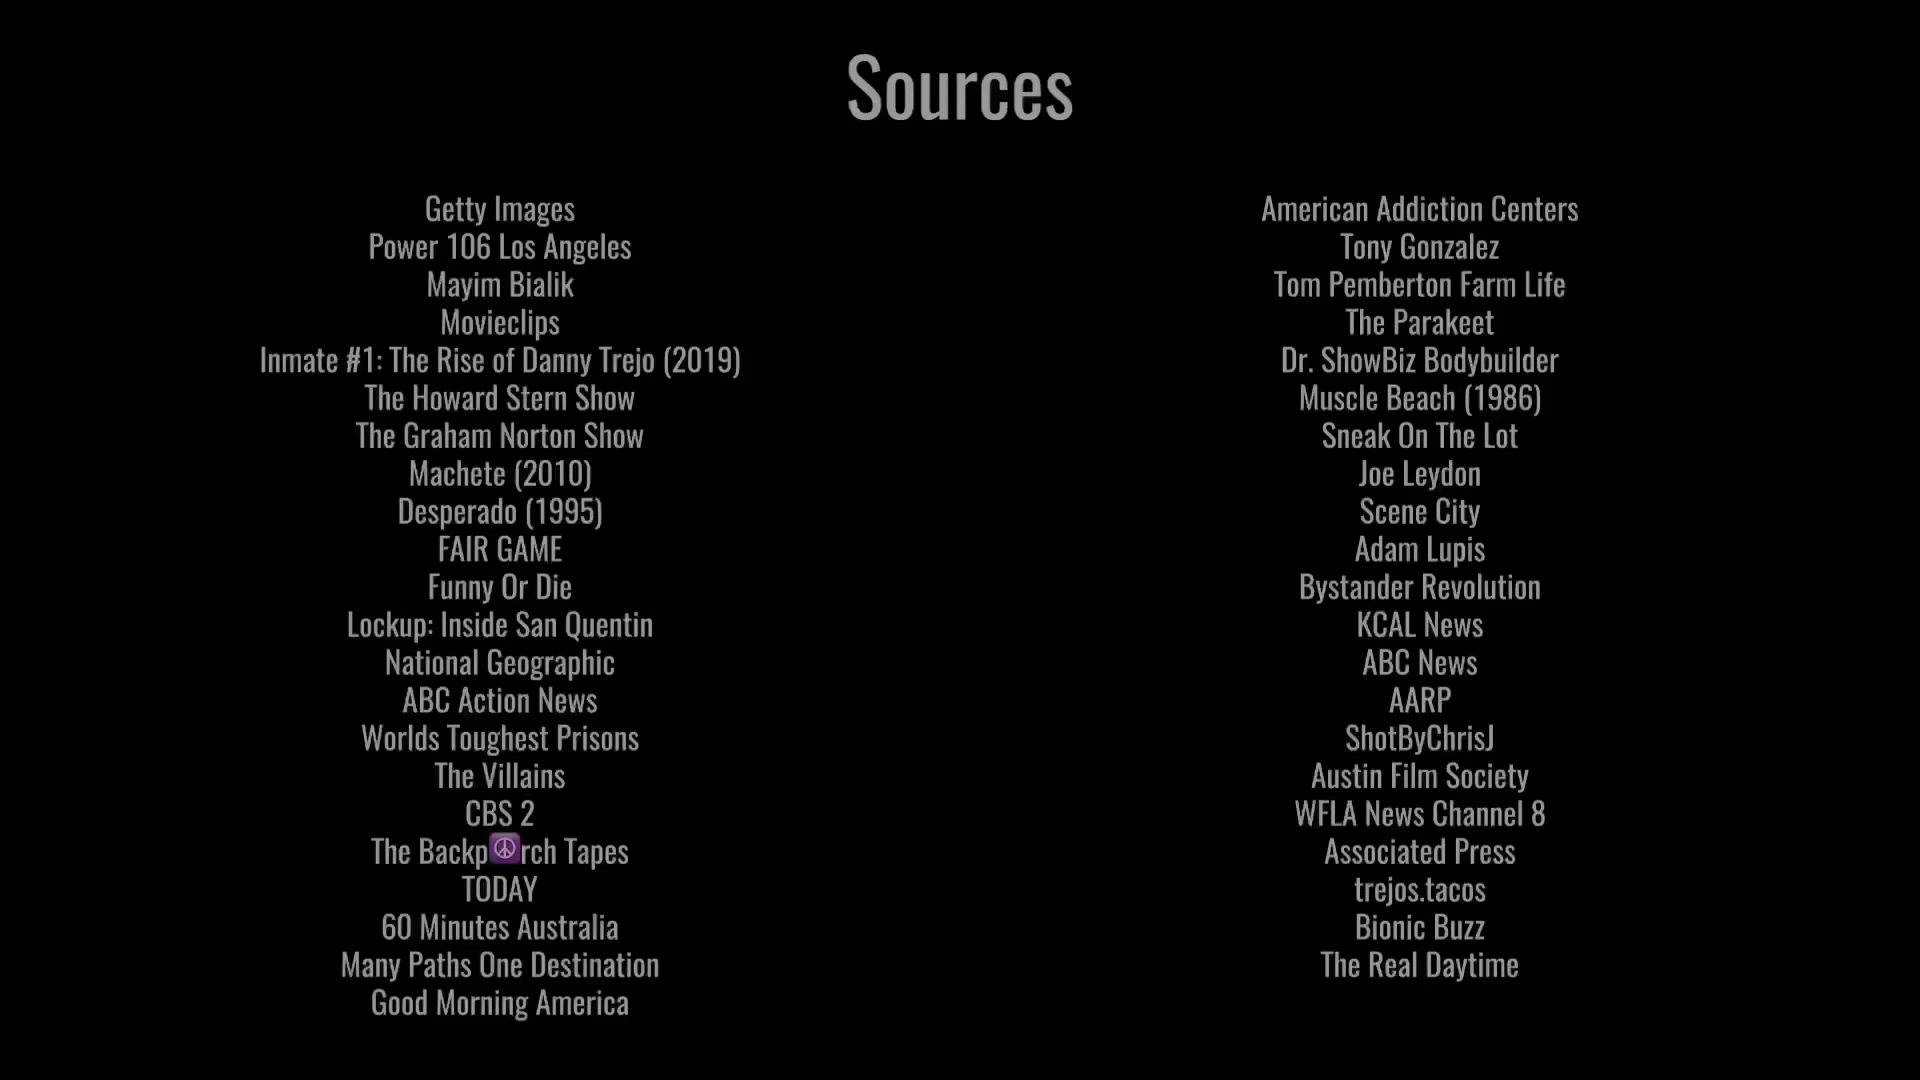 Sources
Getty Images
Power 106 Los Angeles
Mayim Bialik
Movieclips
Inmate #1: The Rise of Danny Trejo (2019)
The Howard Stern Show
The Graham Norton Show
Machete (2010)
Desperado (1995)
FAIR GAME
Funny Or Die
Lockup: Inside San Quentin
National Geographic
ABC Action News
Worlds Toughest Prisons
The Villains
CBS 2
The Backp☮rch Tapes
TODAY
60 Minutes Australia
Many Paths One Destination
Good Morning America
American Addiction Centers
Tony Gonzalez
Tom Pemberton Farm Life
The Parakeet
Dr. ShowBiz Bodybuilder
Muscle Beach (1986)
Sneak On The Lot
Joe Leydon
Scene City
Adam Lupis
Bystander Revolution
KCAL News
ABC News
AARP
ShotByChrisJ
Austin Film Society
WFLA News Channel 8
Associated Press
trejos.tacos
Bionic Buzz
The Real Daytime